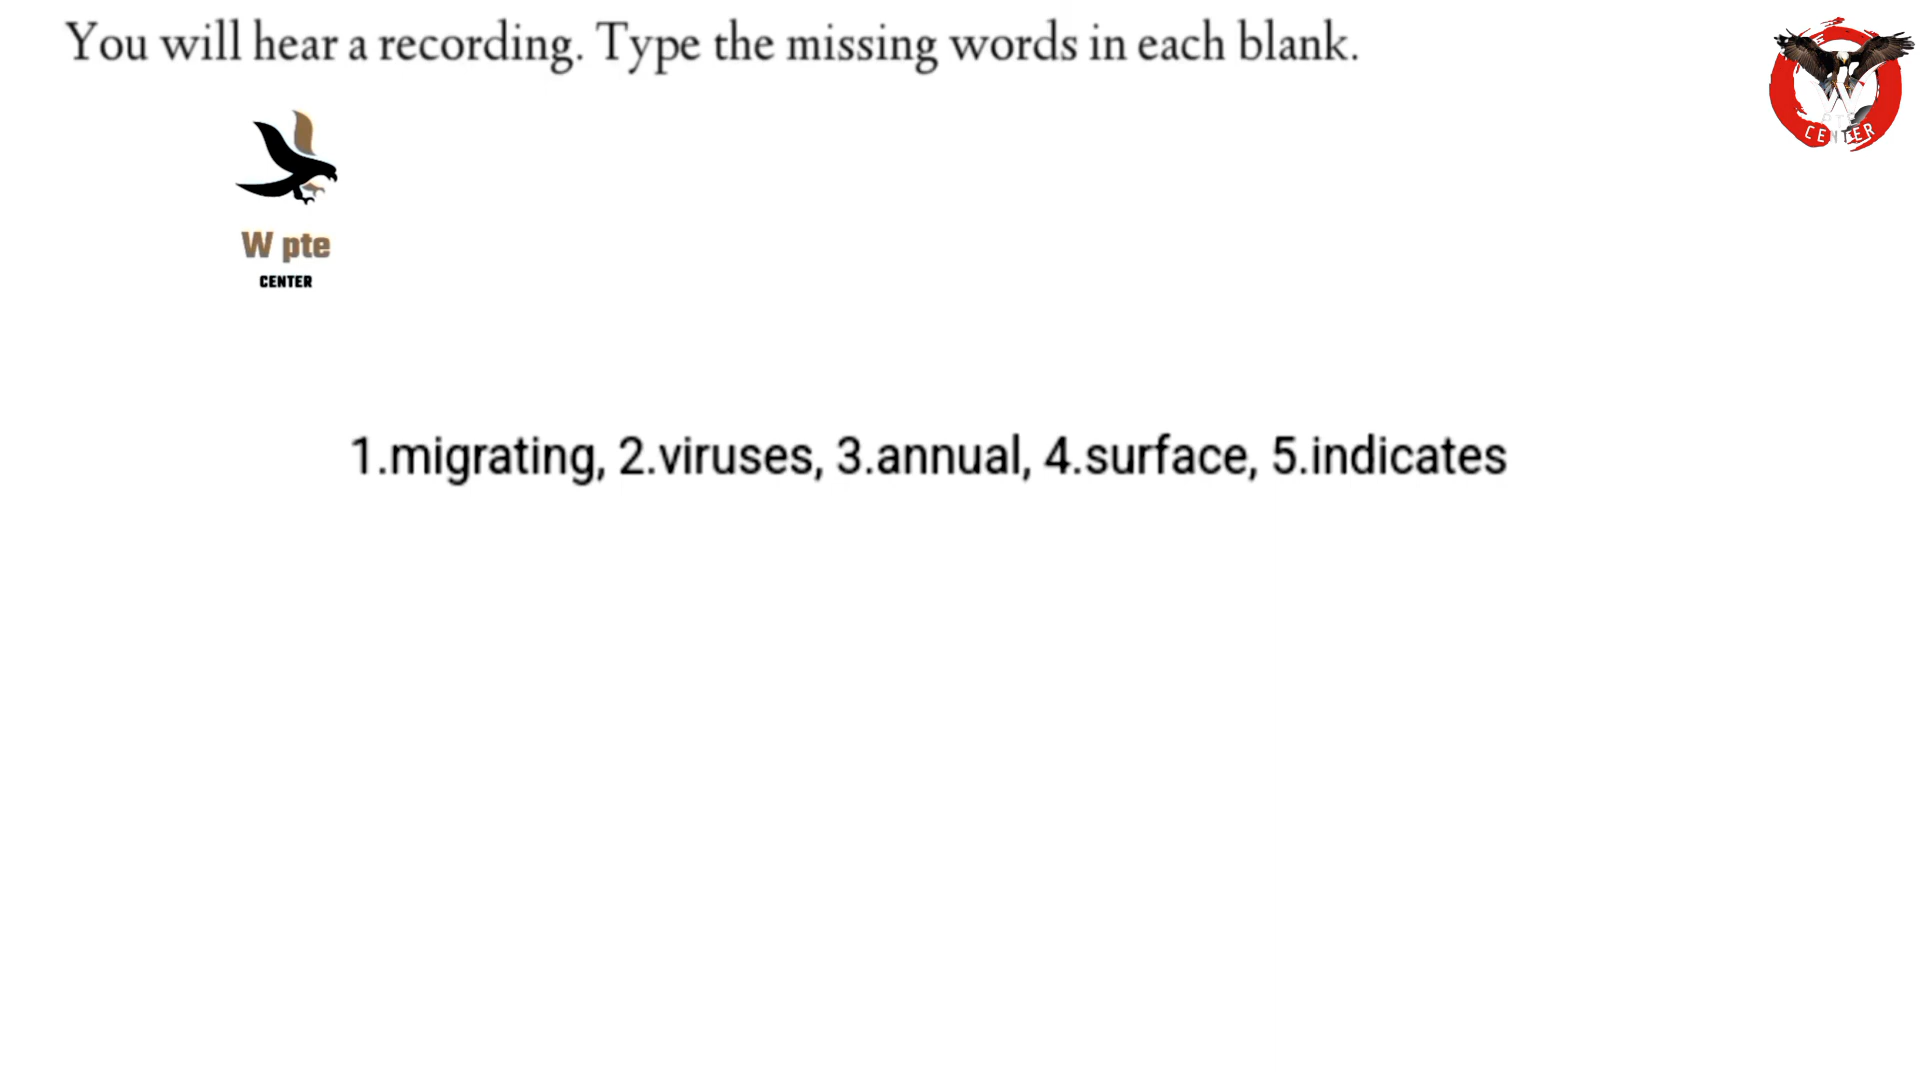 You will hear a recording. Type the missing words in each blank.
W pte
CENTER
CENTER
1.migrating, 2.viruses, 3.annual, 4.surface, 5.indicates